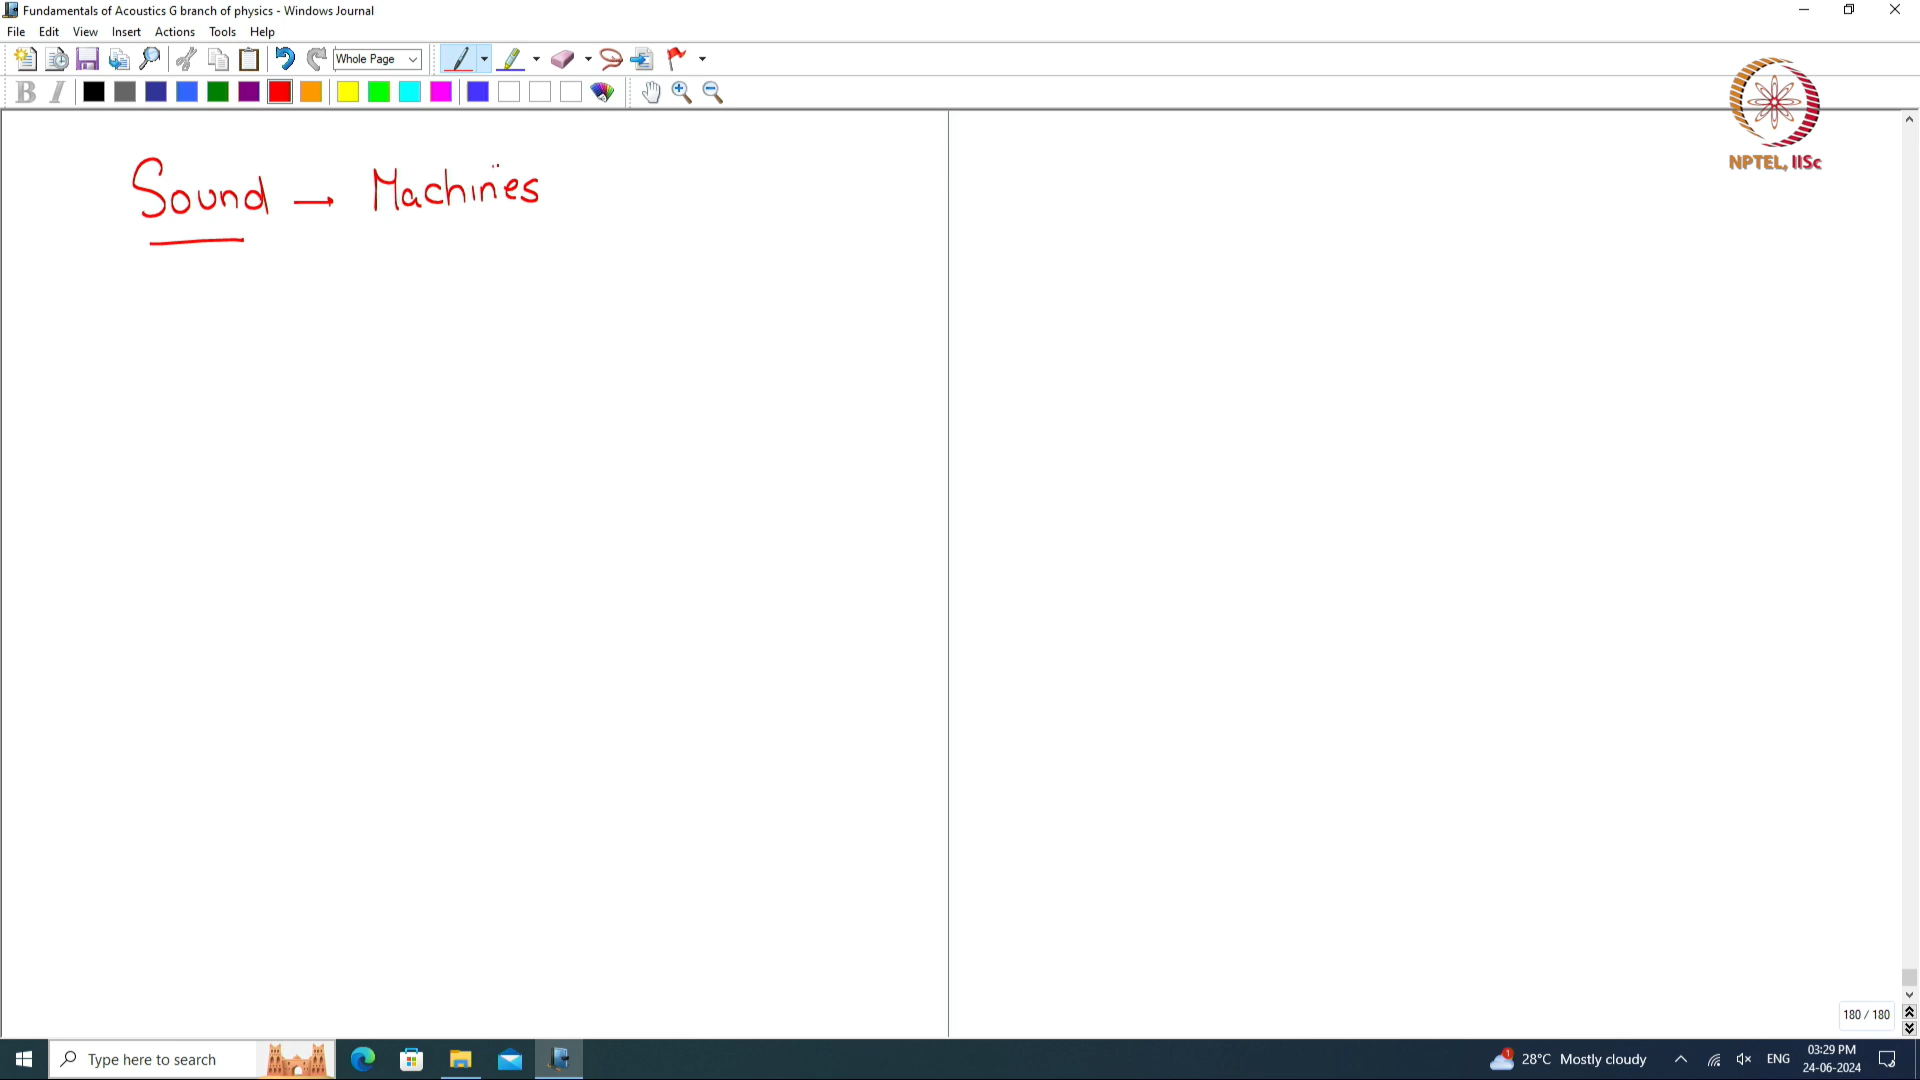 Fundamentals of Acoustics G branch of physics - Windows Journal
File Edit View Insert Actions Tools Help
Whole Page
B I
NPTEL, IISc
Sound → Machines
180 / 180
Type here to search
1 28°C Mostly cloudy
ENG
03:29 PM
24-06-2024